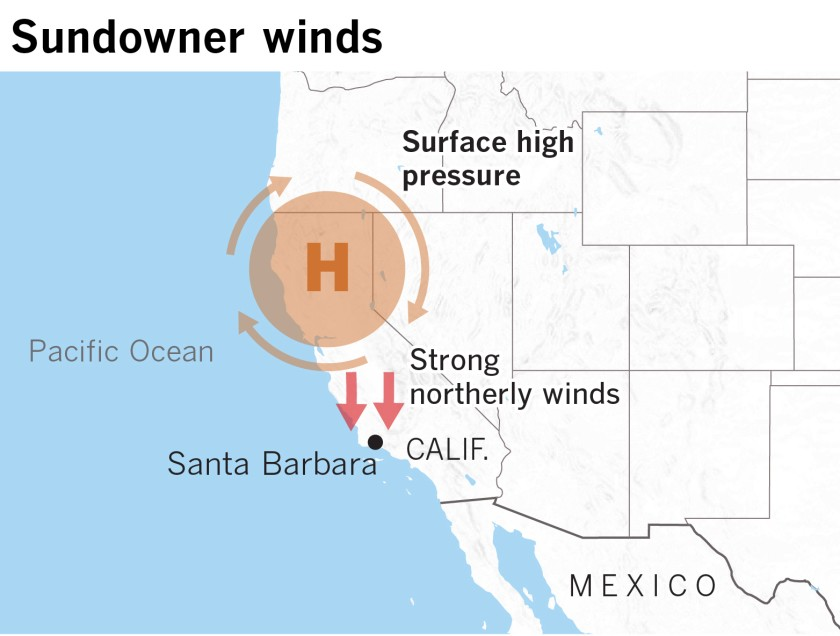 Sundowner winds
Surface high
pressure
H
Pacific Ocean
Strong
northerly winds
Santa Barbara
CALIF.
MEXICO